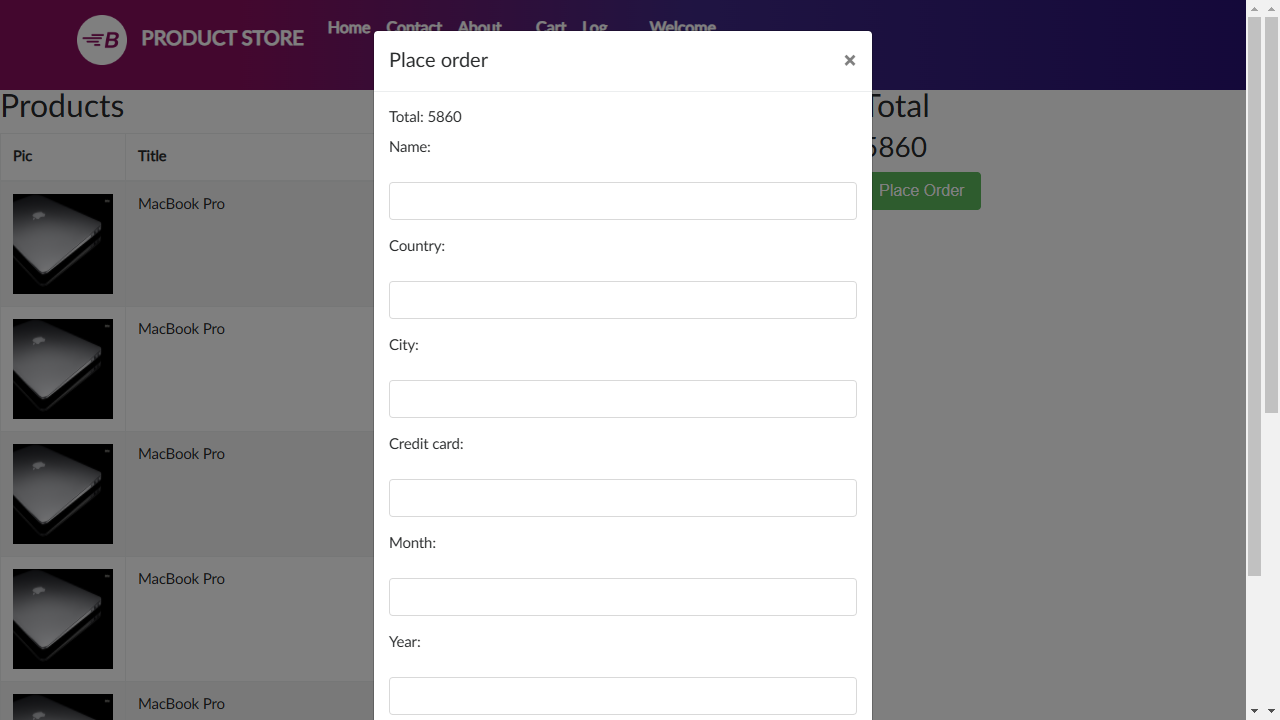 PRODUCT STORE
Home Contact About Cart Log Welcome
Place order ×
Total: 5860
Name:
Country:
City:
Credit card:
Month:
Year:
Products
Pic Title
MacBook Pro
MacBook Pro
MacBook Pro
MacBook Pro
MacBook Pro
Total
5860
Place Order